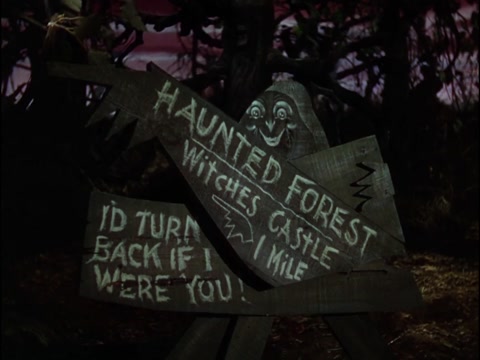 HAUNTED FOREST
WitcHES CAStLE
1 MilE
I'D TURN
BACK iF I
WERE YOU!